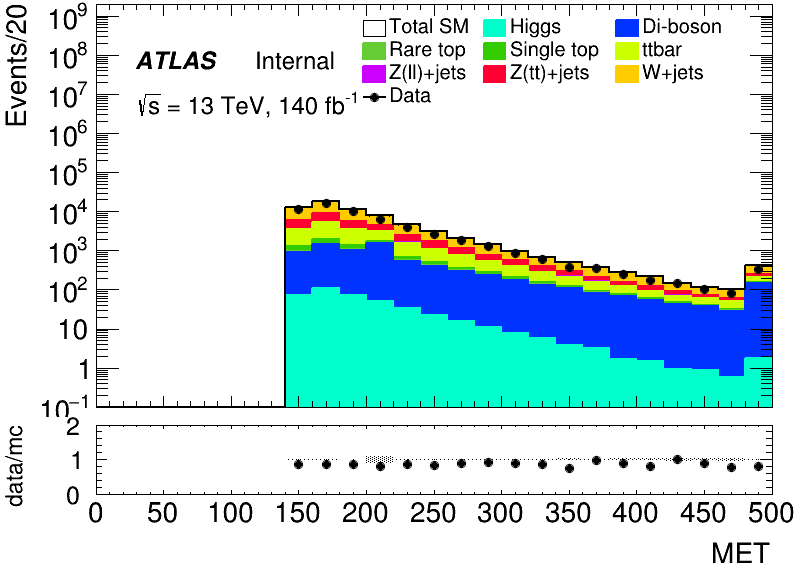 Events/20
10⁹
10⁸
10⁷
10⁶
10⁵
10⁴
10³
10²
10
1
10⁻¹
ATLAS Internal
√s = 13 TeV, 140 fb⁻¹
Total SM Higgs Di-boson
Rare top Single top ttbar
Z(ll)+jets Z(tt)+jets W+jets
Data
data/mc
2
1
0
0 50 100 150 200 250 300 350 400 450 500
MET